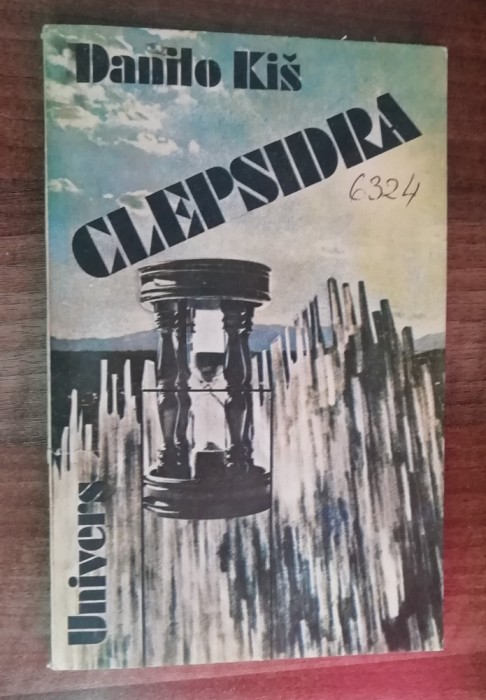 Danilo Kiš
CLEPSIDRA
6324
Univers